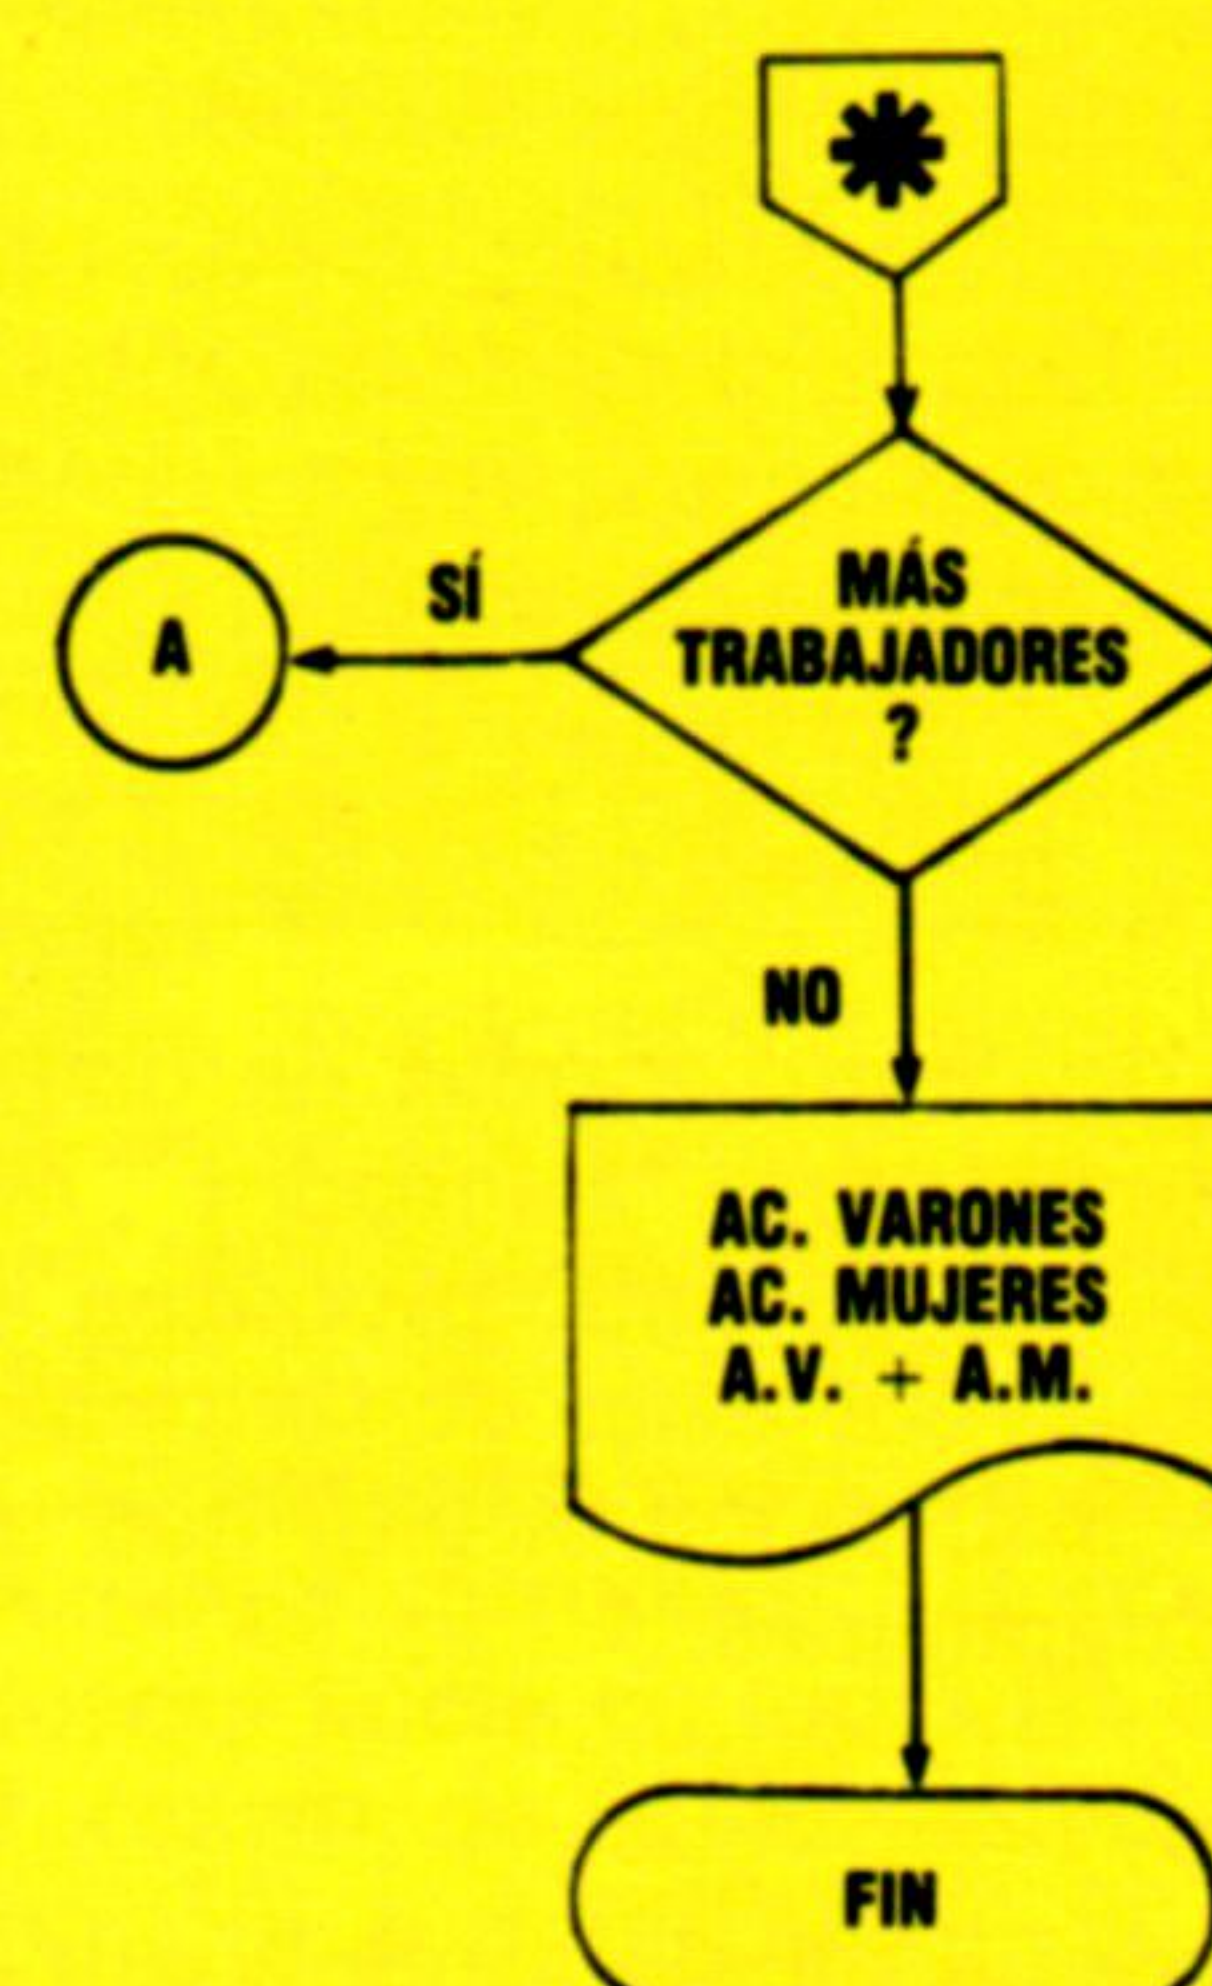 *
MÁS
TRABAJADORES
?
SÍ
A
NO
AC. VARONES
AC. MUJERES
A.V. + A.M.
FIN